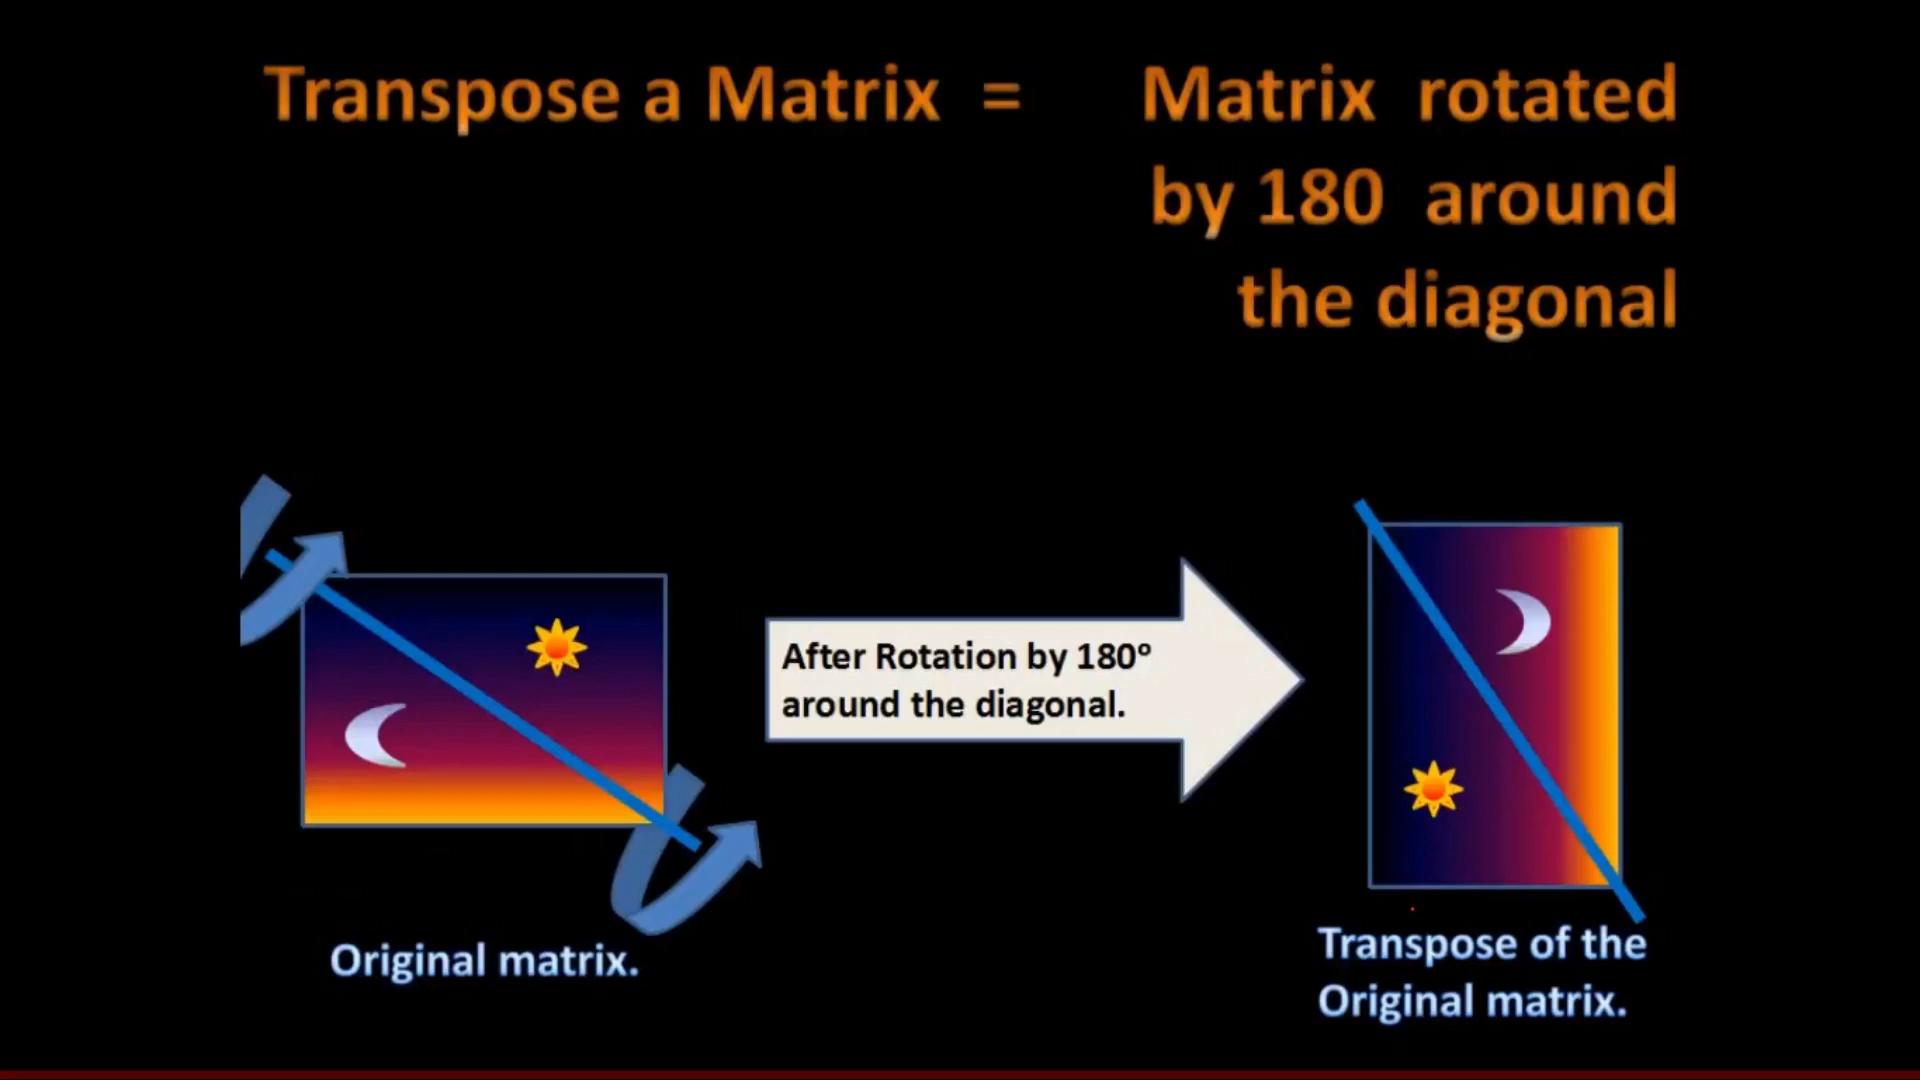 Transpose a Matrix = Matrix rotated
by 180 around
the diagonal
After Rotation by 180º
around the diagonal.
Original matrix.
Transpose of the
Original matrix.